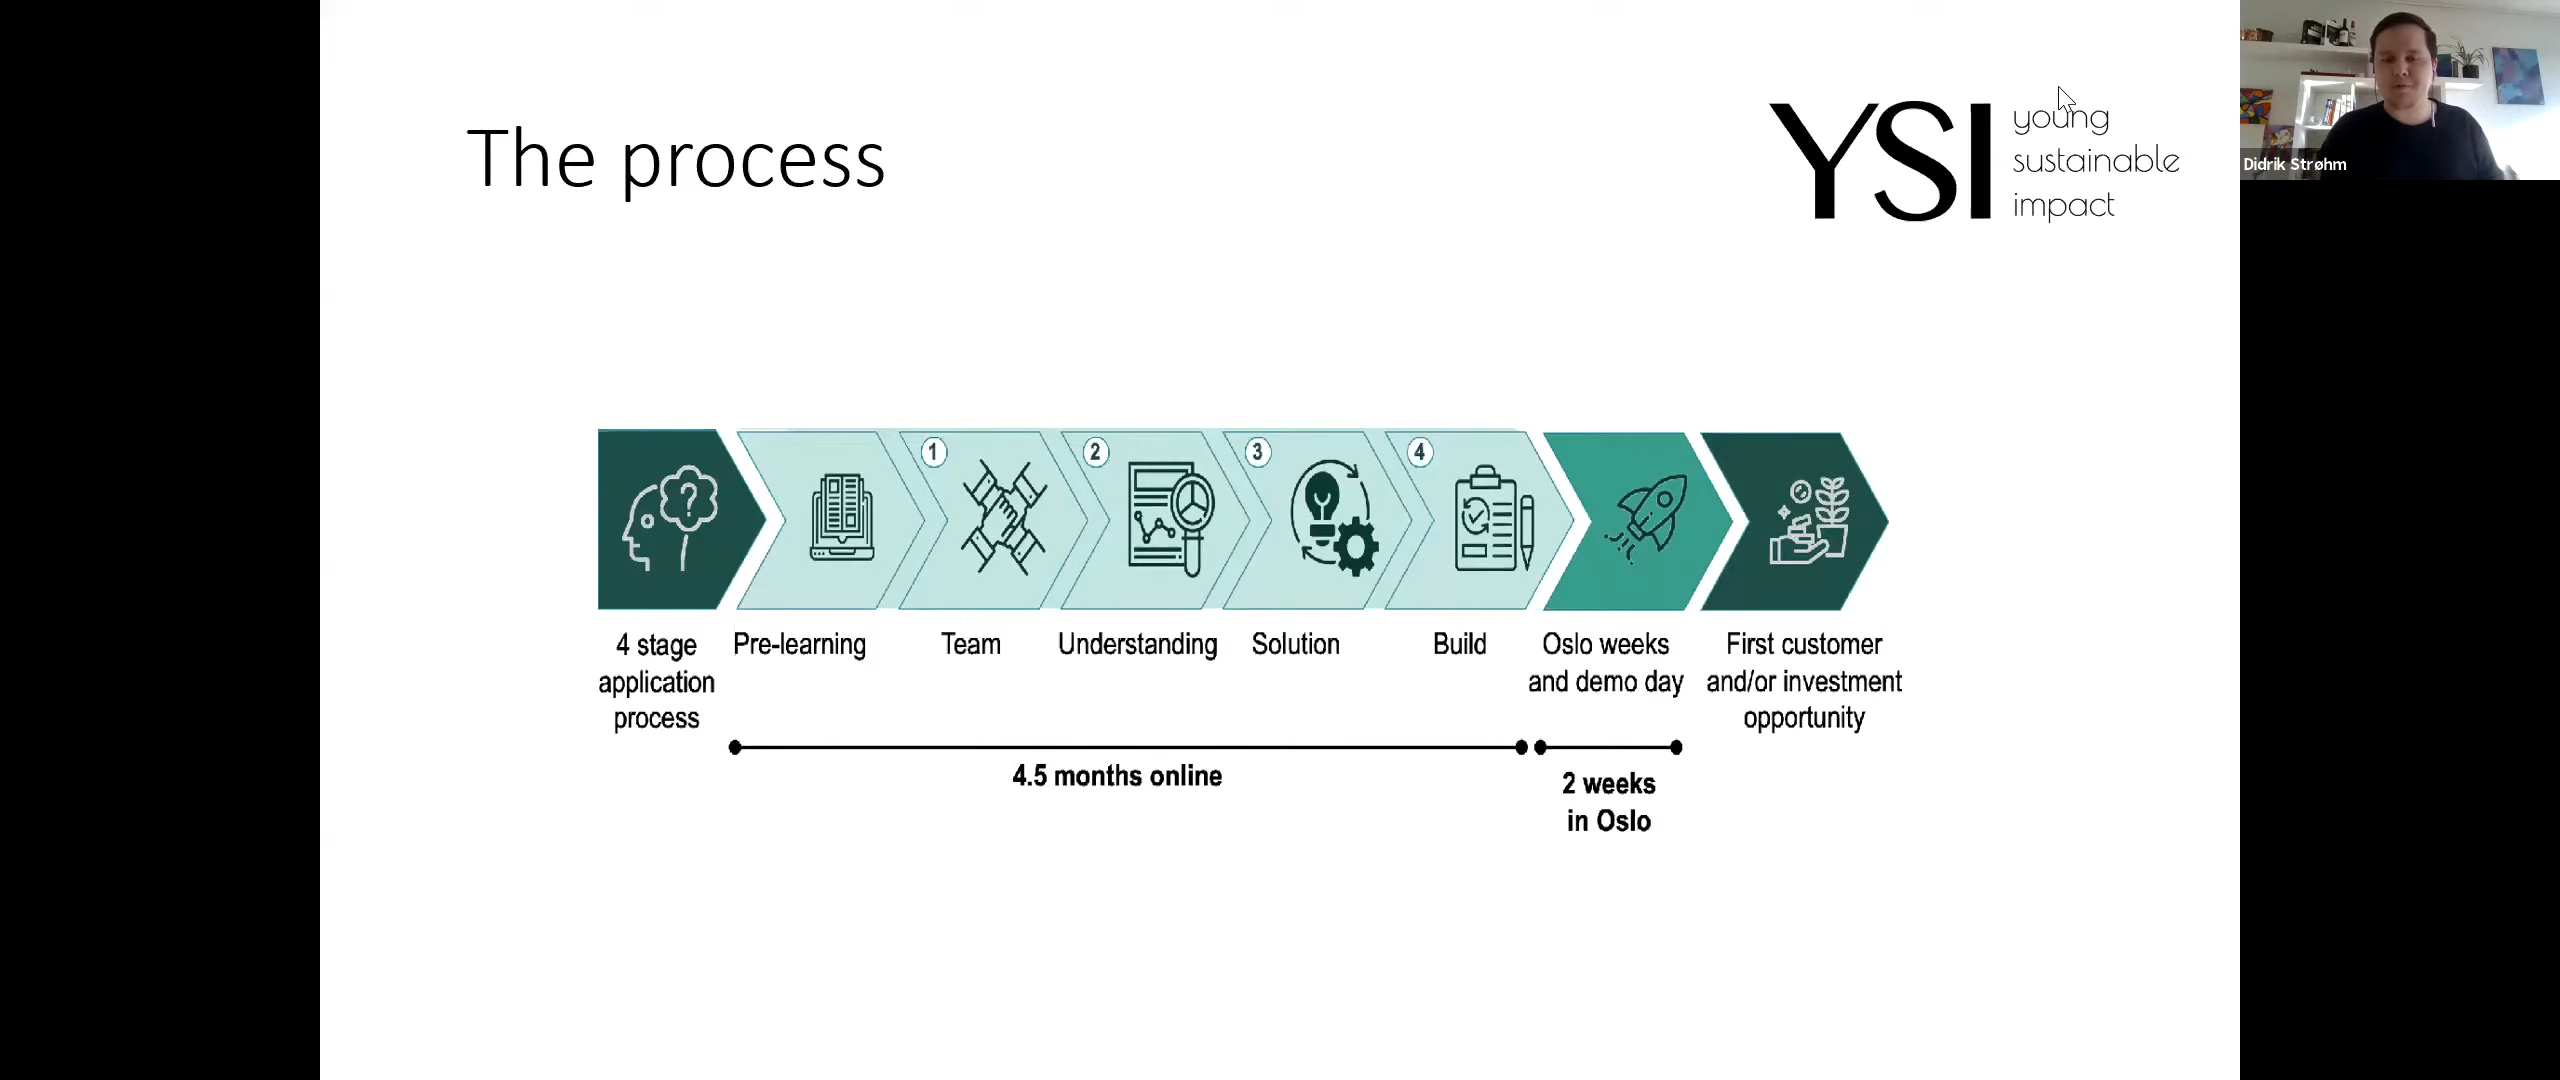 The process
YSI
young
sustainable
impact
Didrik Strøhm
?
1
2
3
4
4 stage
application
process
Pre-learning
Team
Understanding
Solution
Build
Oslo weeks
and demo day
First customer
and/or investment
opportunity
4.5 months online
2 weeks
in Oslo